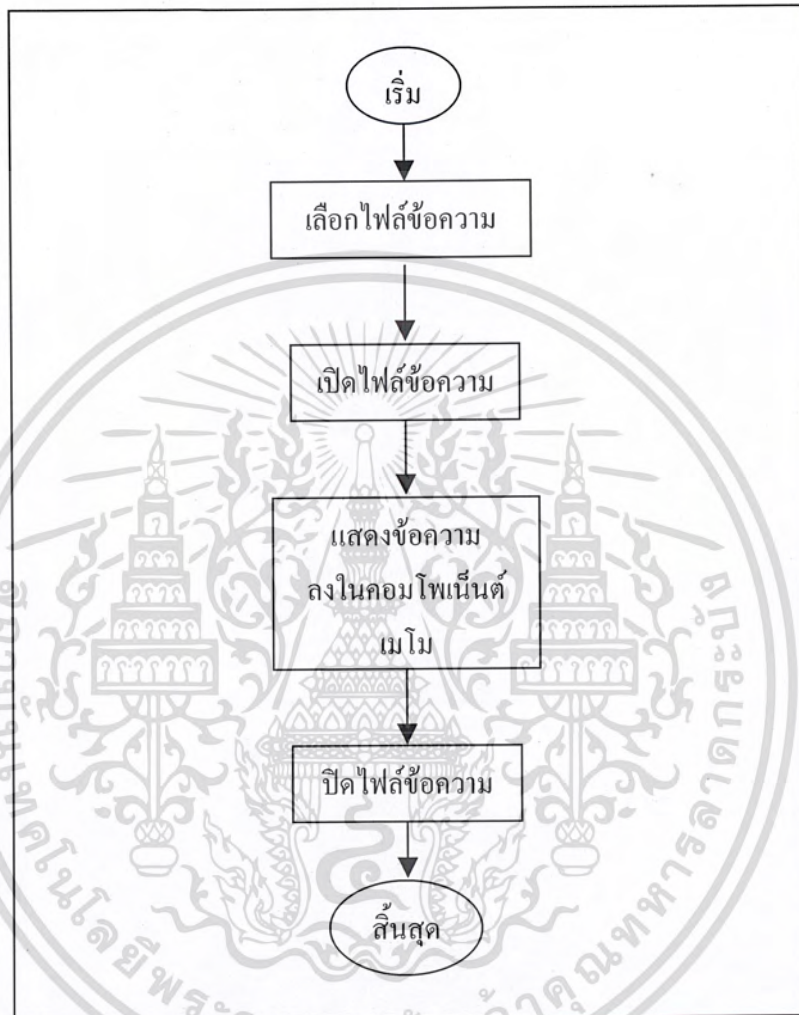 เริ่ม
เลือกไฟล์ข้อความ
เปิดไฟล์ข้อความ
แสดงข้อความ
ลงในคอมโพเน็นต์
เมโม
ปิดไฟล์ข้อความ
สิ้นสุด